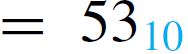 = 53₁₀